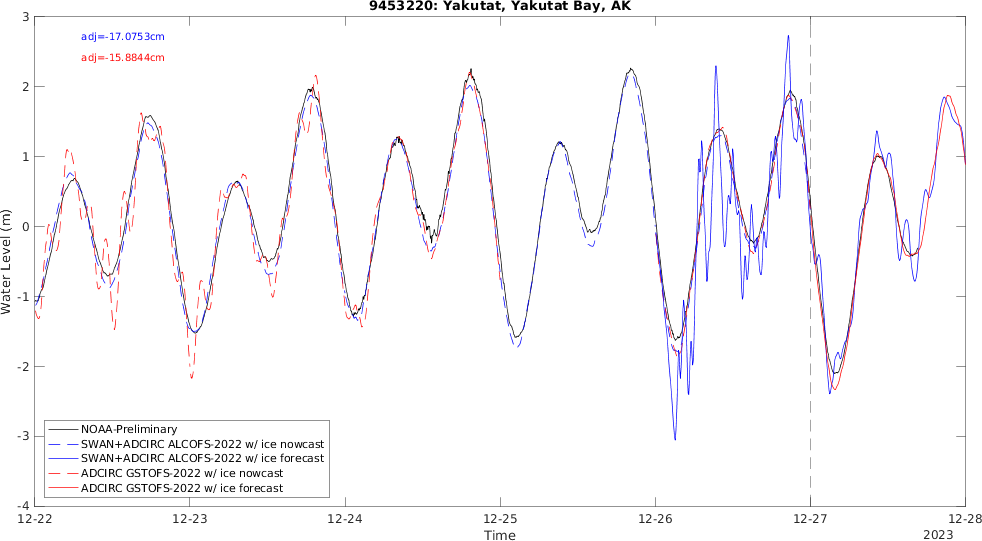 9453220: Yakutat, Yakutat Bay, AK
adj=-17.0753cm
adj=-15.8844cm
3
2
1
0
-1
-2
-3
-4
Water Level (m)
NOAA-Preliminary
SWAN+ADCIRC ALCOFS-2022 w/ ice nowcast
SWAN+ADCIRC ALCOFS-2022 w/ ice forecast
ADCIRC GSTOFS-2022 w/ ice nowcast
ADCIRC GSTOFS-2022 w/ ice forecast
12-22 12-23 12-24 12-25 12-26 12-27 12-28
Time
2023